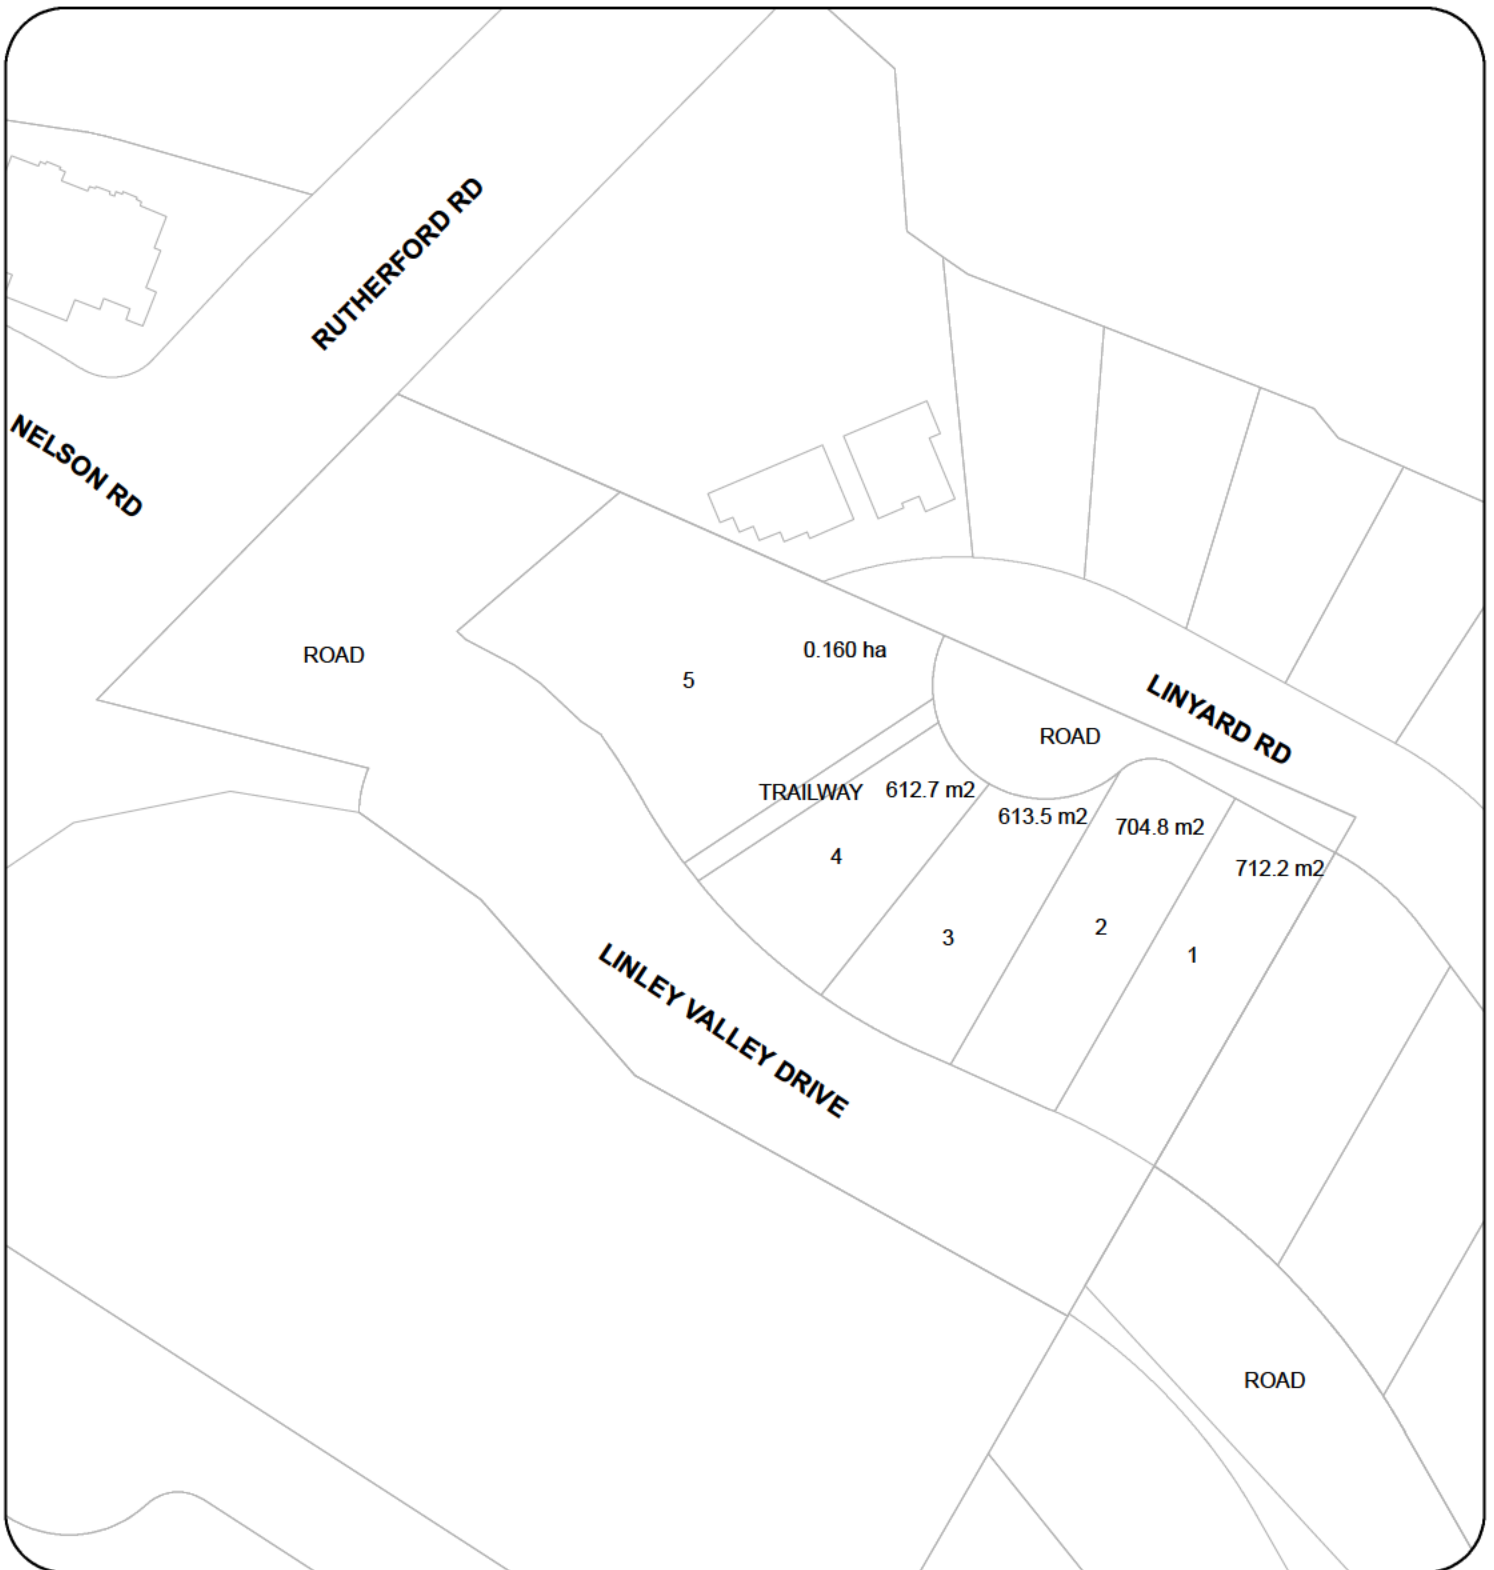 RUTHERFORD RD
NELSON RD
ROAD
0.160 ha
5
LINYARD RD
ROAD
TRAILWAY
612.7 m2
613.5 m2
704.8 m2
4
712.2 m2
3
2
1
LINLEY VALLEY DRIVE
ROAD